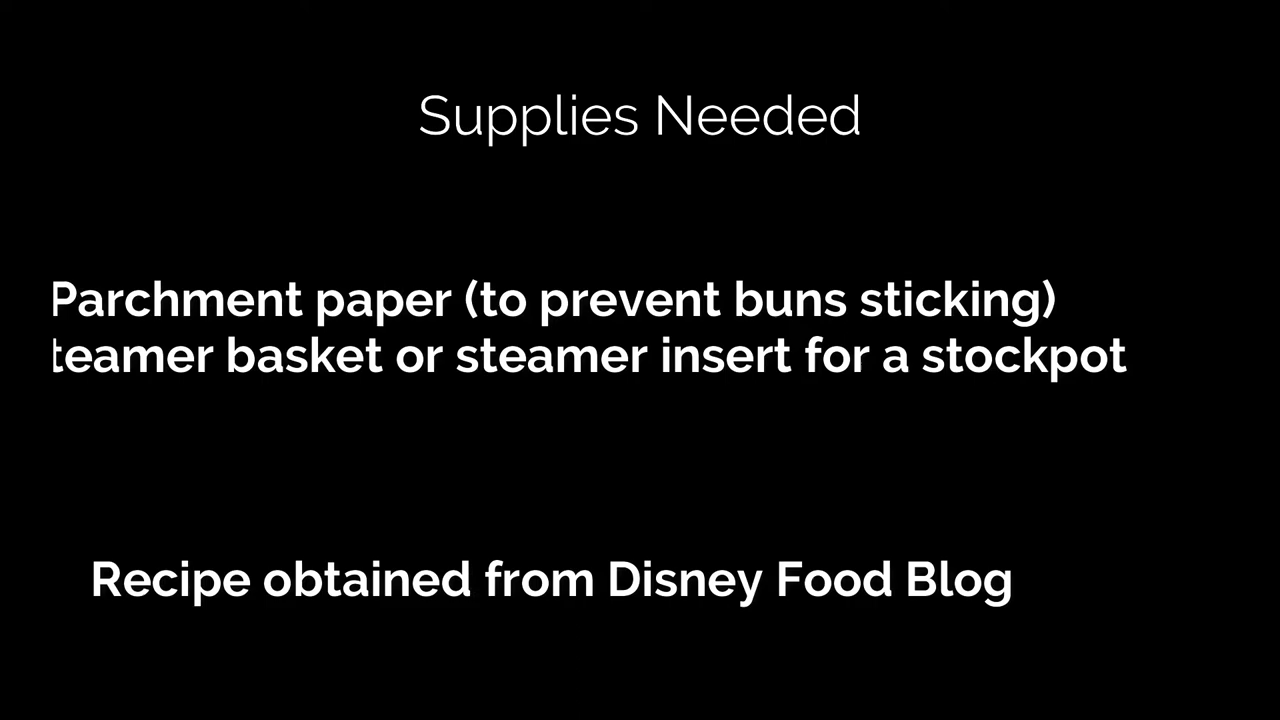 Supplies Needed
Parchment paper (to prevent buns sticking)
teamer basket or steamer insert for a stockpot
Recipe obtained from Disney Food Blog